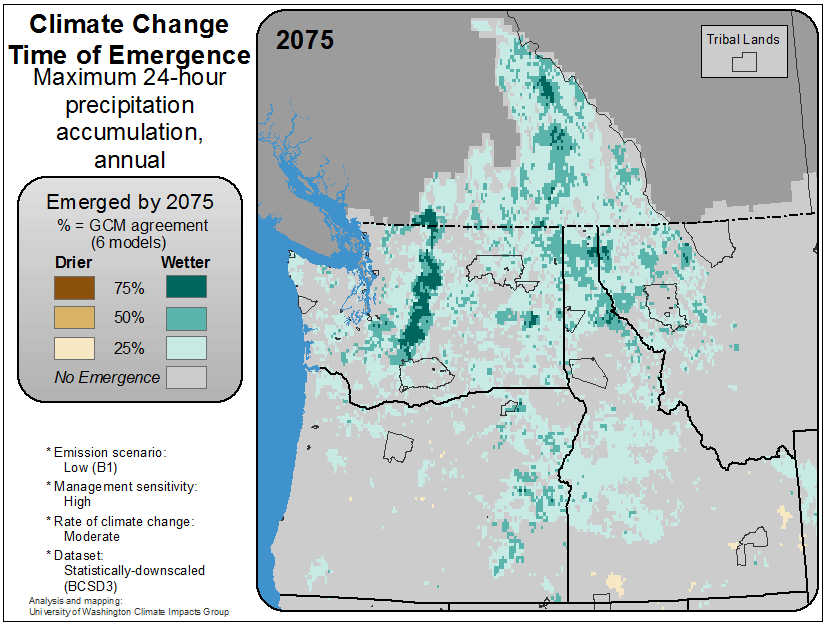 Climate Change
Time of Emergence
Maximum 24-hour
precipitation
accumulation,
annual
Emerged by 2075
% = GCM agreement
(6 models)
Drier Wetter
75%
50%
25%
No Emergence
* Emission scenario:
Low (B1)
* Management sensitivity:
High
* Rate of climate change:
Moderate
* Dataset:
Statistically-downscaled
(BCSD3)
Analysis and mapping:
University of Washington Climate Impacts Group
2075
Tribal Lands